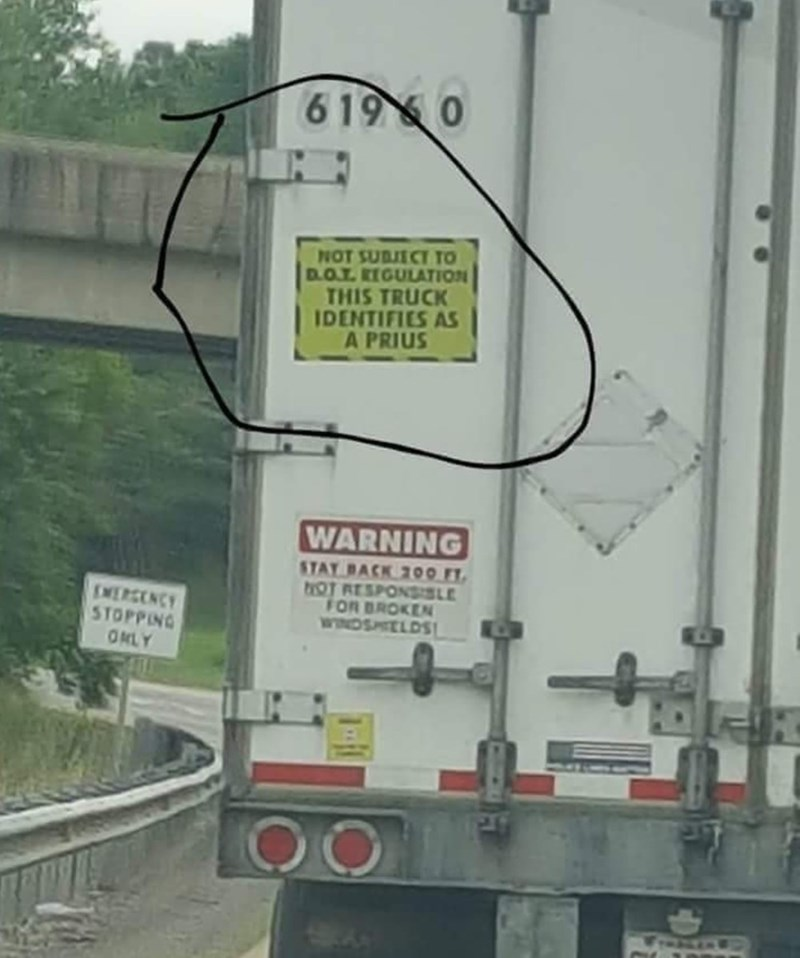 61960
NOT SUBJECT TO
D.O.T. REGULATION
THIS TRUCK
IDENTIFIES AS
A PRIUS
WARNING
STAY BACK 200 FT.
NOT RESPONSIBLE
FOR BROKEN
WINDSHIELDS!
EMERGENCY
STOPPING
ONLY